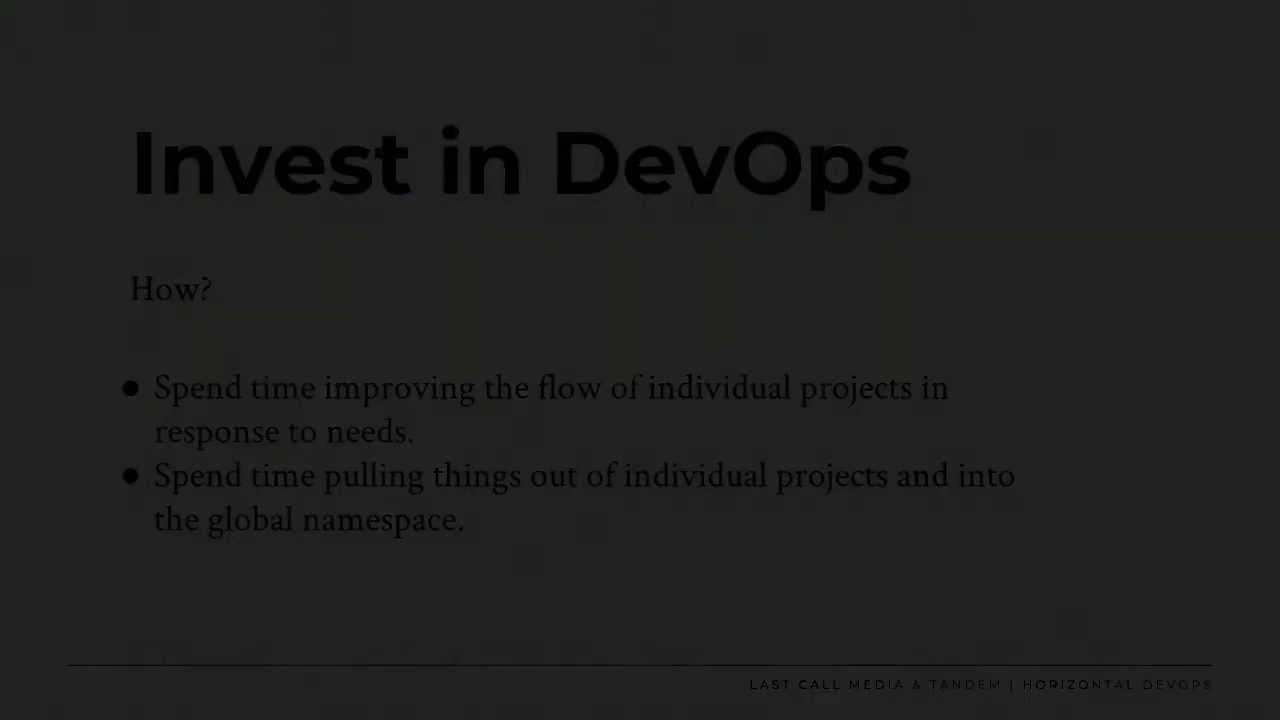 Invest in DevOps
How?
● Spend time improving the flow of individual projects in
response to needs.
● Spend time pulling things out of individual projects and into
the global namespace.
LAST CALL MEDIA & TANDEM | HORIZONTAL DEVOPS